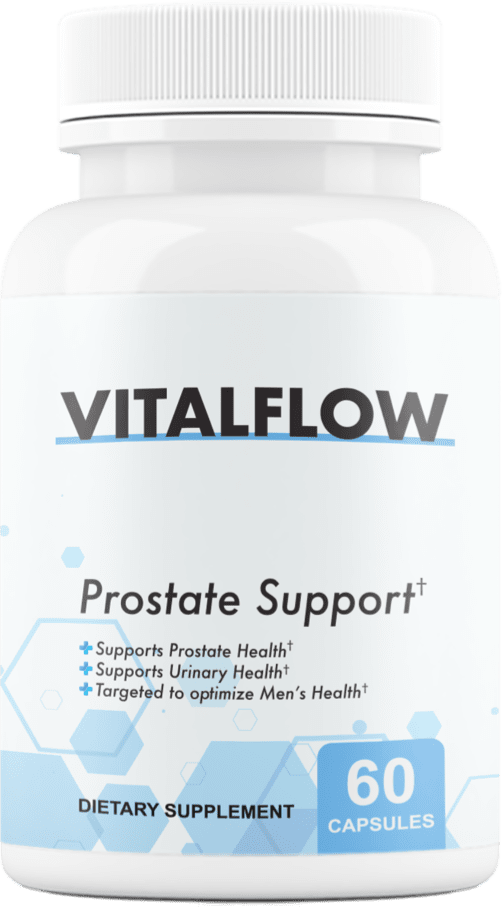 VITALFLOW
Prostate Support†
✚Supports Prostate Health†
✚Supports Urinary Health†
✚Targeted to optimize Men's Health†
DIETARY SUPPLEMENT
60
CAPSULES